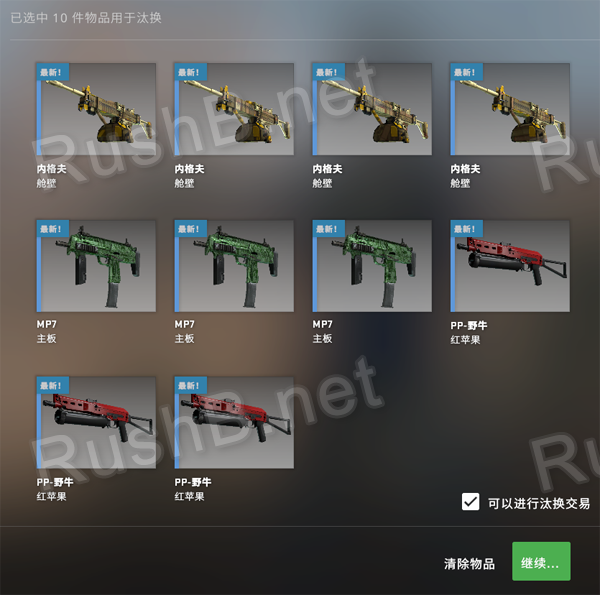 已选中 10 件物品用于汰换
最新！ 最新！ 最新！ 最新！
内格夫 内格夫 内格夫 内格夫
舱壁 舱壁 舱壁 舱壁
最新！ 最新！ 最新！ 最新！
MP7 MP7 MP7 PP-野牛
主板 主板 主板 红苹果
最新！ 最新！
PP-野牛 PP-野牛
红苹果 红苹果
可以进行汰换交易
清除物品 继续...
RushB.net
RushB.net
Ru
Ru